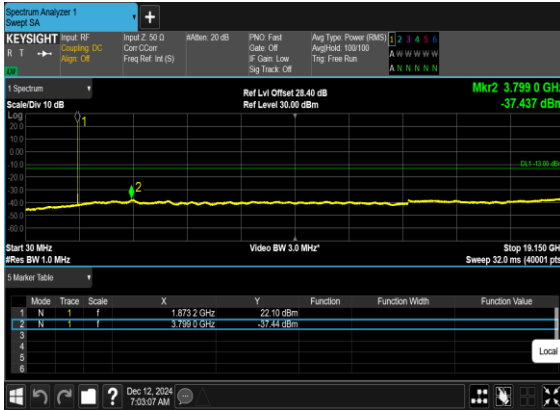 Spectrum Analyzer 1
Swept SA
+
KEYSIGHT Input: RF Input Z: 50 Ω #Atten: 20 dB PNO: Fast Avg Type: Power (RMS) 1 2 3 4 5 6
R T Coupling: DC Corr CCorr Gate: Off Avg|Hold: 100/100 A W W W W W
Align: Off Freq Ref: Int (S) IF Gain: Low Trig: Free Run
Sig Track: Off A N N N N N
1 Spectrum Ref Lvl Offset 28.40 dB Mkr2 3.799 0 GHz
Scale/Div 10 dB Ref Level 30.00 dBm -37.437 dBm
Log
1
20.0
10.0
0.00
-10.0 DL1 -13.00 dBm
-20.0
-30.0
2
-40.0
-50.0
-60.0
Start 30 MHz Video BW 3.0 MHz* Stop 19.150 GH
#Res BW 1.0 MHz Sweep 32.0 ms (40001 pts
5 Marker Table
Mode Trace Scale X Y Function Function Width Function Value
1 N 1 f 1.873 2 GHz 22.10 dBm
2 N 1 f 3.799 0 GHz -37.44 dBm
3
4
5
6
Local
? Dec 12, 2024
7:03:07 AM